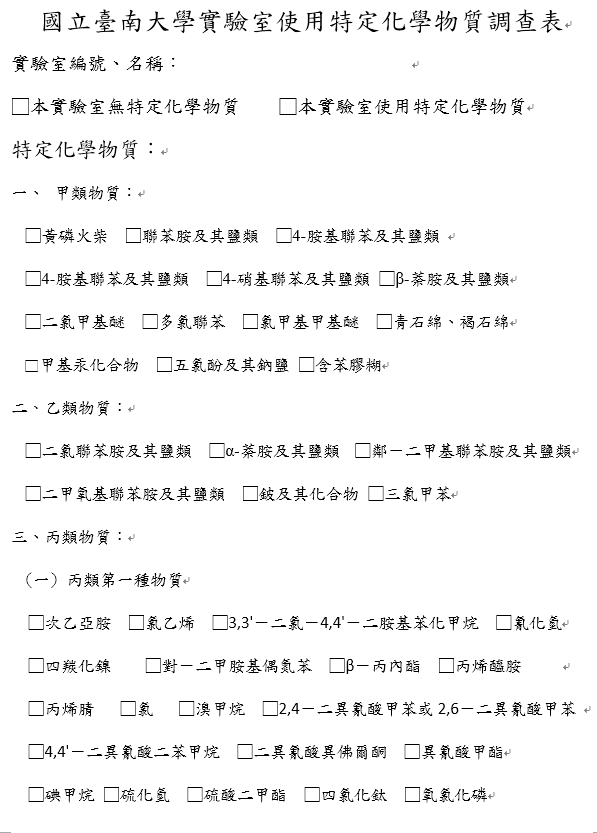 國立臺南大學實驗室使用特定化學物質調查表
實驗室編號、名稱：
□本實驗室無特定化學物質 □本實驗室使用特定化學物質
特定化學物質：
一、 甲類物質：
□黃磷火柴 □聯苯胺及其鹽類 □4-胺基聯苯及其鹽類
□4-胺基聯苯及其鹽類 □4-硝基聯苯及其鹽類 □β-萘胺及其鹽類
□二氯甲基醚 □多氯聯苯 □氯甲基甲基醚 □青石綿、褐石綿
□甲基汞化合物 □五氯酚及其鈉鹽 □含苯膠糊
二、乙類物質：
□二氯聯苯胺及其鹽類 □α-萘胺及其鹽類 □鄰－二甲基聯苯胺及其鹽類
□二甲氧基聯苯胺及其鹽類 □鈹及其化合物 □三氯甲苯
三、丙類物質：
（一）丙類第一種物質
□次乙亞胺 □氯乙烯 □3,3'－二氯－4,4'－二胺基苯化甲烷 □氰化氫
□四羰化鎳 □對－二甲胺基偶氮苯 □β－丙內酯 □丙烯醯胺
□丙烯腈 □氯 □溴甲烷 □2,4－二異氰酸甲苯或 2,6－二異氰酸甲苯
□4,4'－二異氰酸二苯甲烷 □二異氰酸異佛爾酮 □異氰酸甲酯
□碘甲烷 □硫化氫 □硫酸二甲酯 □四氯化鈦 □氧氯化磷